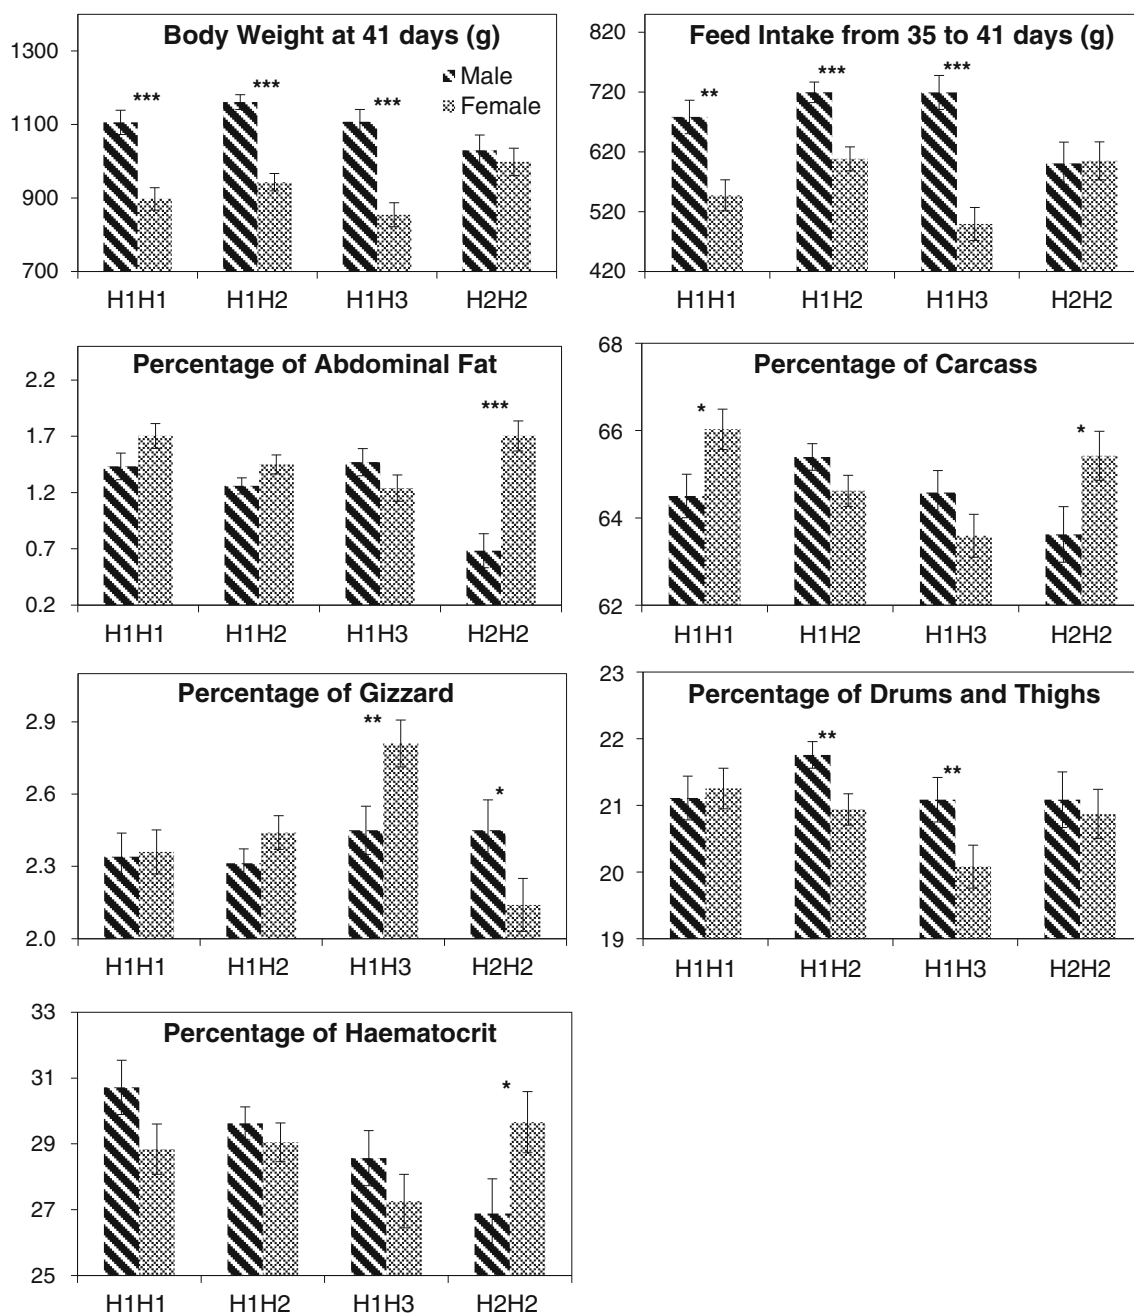 Body Weight at 41 days (g)
Male
Female
1300
1100
900
700
***
***
***
H1H1 H1H2 H1H3 H2H2
Feed Intake from 35 to 41 days (g)
820
720
620
520
420
**
***
***
H1H1 H1H2 H1H3 H2H2
Percentage of Abdominal Fat
2.2
1.7
1.2
0.7
0.2
***
H1H1 H1H2 H1H3 H2H2
Percentage of Carcass
68
66
64
62
*
*
H1H1 H1H2 H1H3 H2H2
Percentage of Gizzard
2.9
2.6
2.3
2.0
**
*
H1H1 H1H2 H1H3 H2H2
Percentage of Drums and Thighs
23
22
21
20
19
**
**
H1H1 H1H2 H1H3 H2H2
Percentage of Haematocrit
33
31
29
27
25
*
H1H1 H1H2 H1H3 H2H2